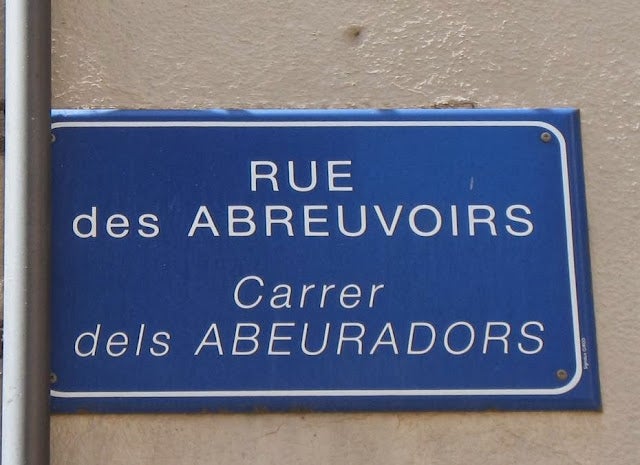 RUE
des ABREUVOIRS
Carrer
dels ABEURADORS